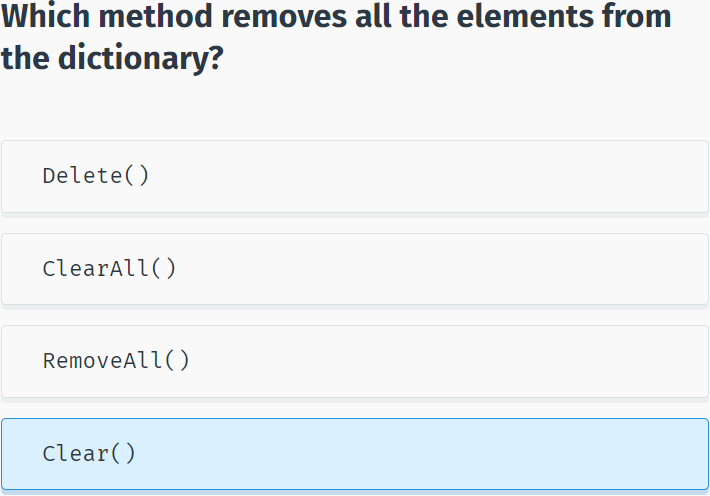 Which method removes all the elements from
the dictionary?
Delete()
ClearAll()
RemoveAll()
Clear()